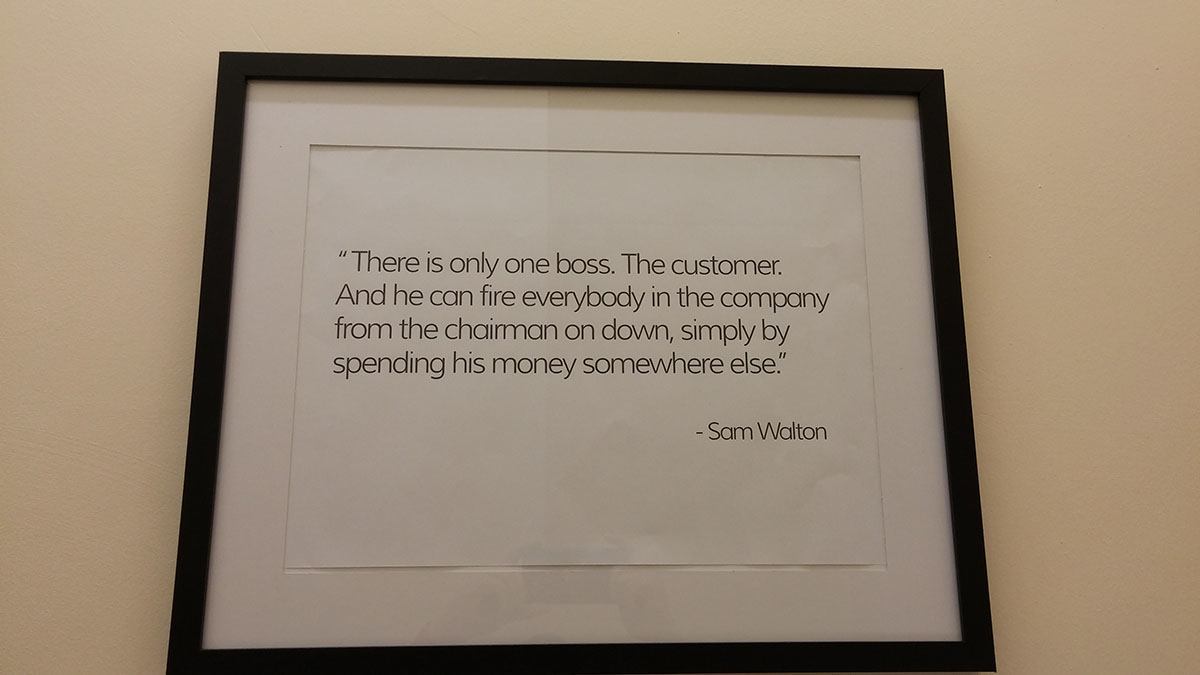 “There is only one boss. The customer.
And he can fire everybody in the company
from the chairman on down, simply by
spending his money somewhere else.”
- Sam Walton